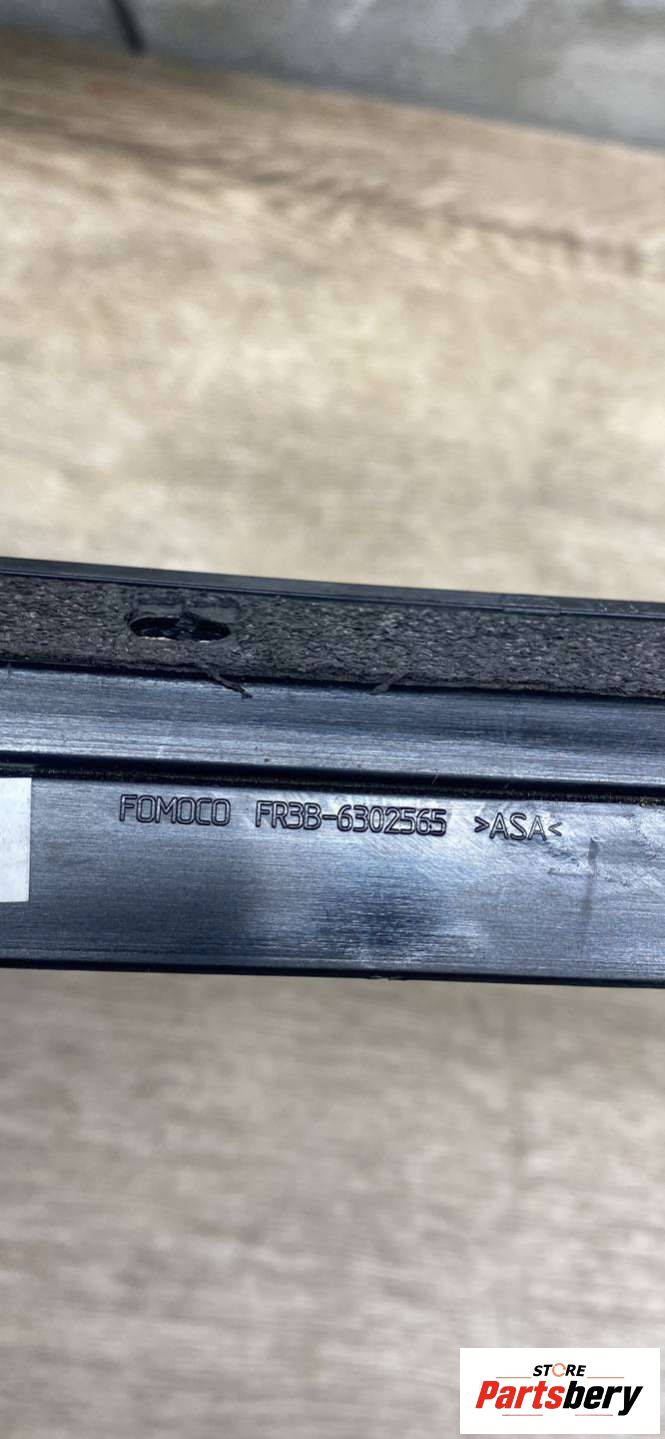 FOMOCO FR3B-6302565 >ASA<
STORE
Partsbery